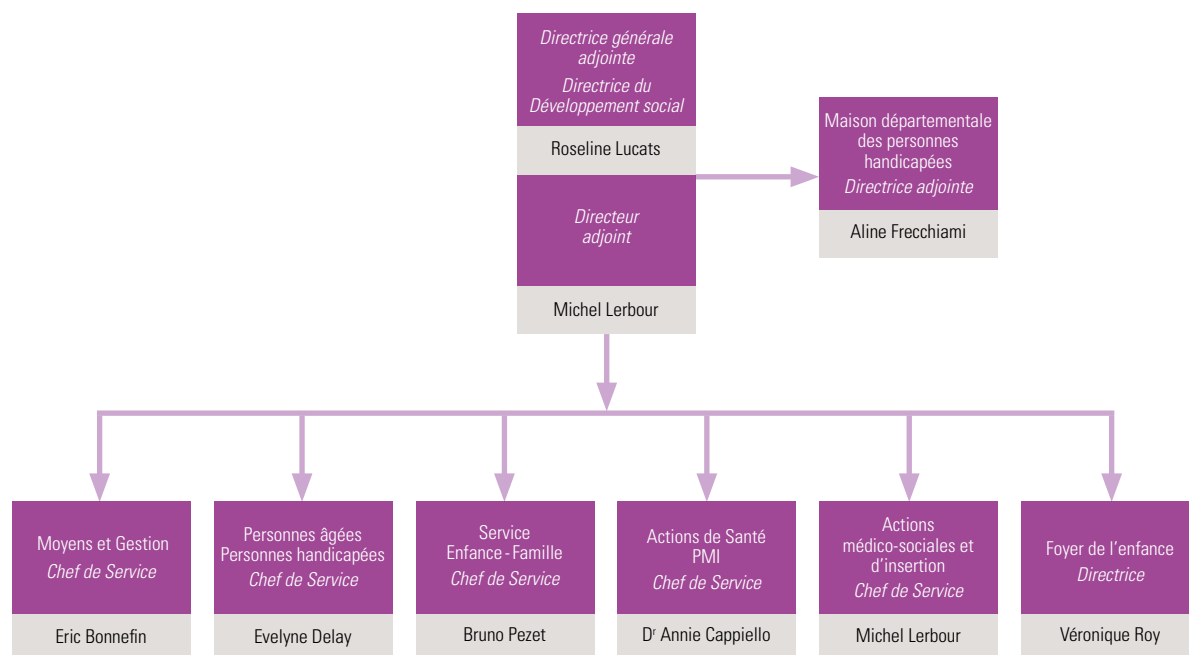 Directrice générale
adjointe
Directrice du
Développement social
Roseline Lucats
Maison départementale
des personnes
handicapées
Directrice adjointe
Aline Frecchiami
Directeur
adjoint
Michel Lerbour
Moyens et Gestion
Chef de Service
Eric Bonnefin
Personnes âgées
Personnes handicapées
Chef de Service
Evelyne Delay
Service
Enfance - Famille
Chef de Service
Bruno Pezet
Actions de Santé
PMI
Chef de Service
Dr Annie Cappiello
Actions
médico-sociales et
d'insertion
Chef de Service
Michel Lerbour
Foyer de l'enfance
Directrice
Véronique Roy